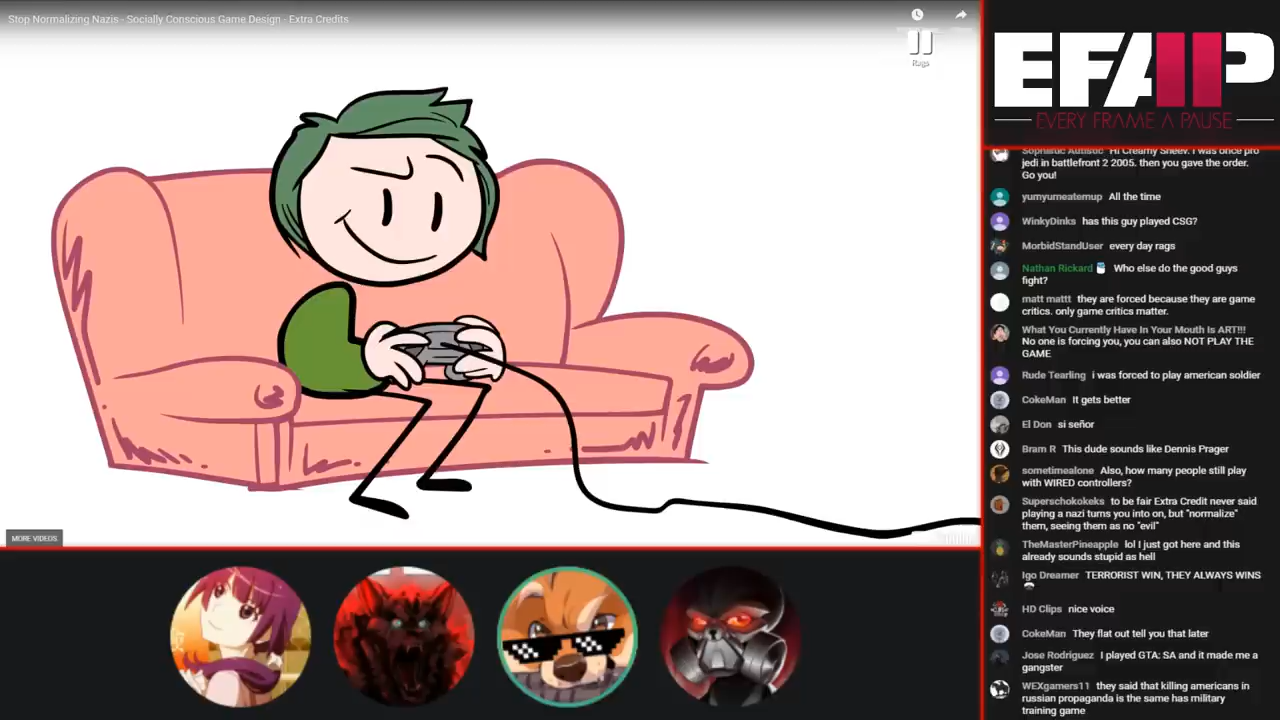 Stop Normalizing Nazis - Socially Conscious Game Design - Extra Credits
Rags
MORE VIDEOS
EFAP
EVERY FRAME A PAUSE
Sophistic Autistic Hi Creamy Sheev. I was once pro
jedi in battlefront 2 2005. then you gave the order.
Go you!
yumyumeatemup All the time
WinkyDinks has this guy played CSG?
MorbidStandUser every day rags
Nathan Rickard Who else do the good guys
fight?
matt mattt they are forced because they are game
critics. only game critics matter.
What You Currently Have In Your Mouth Is ART!!!
No one is forcing you, you can also NOT PLAY THE
GAME
Rude Tearling i was forced to play american soldier
CokeMan It gets better
El Don si señor
Bram R This dude sounds like Dennis Prager
sometimealone Also, how many people still play
with WIRED controllers?
Superschokokeks to be fair Extra Credit never said
playing a nazi turns you into on, but "normalize"
them, seeing them as no "evil"
TheMasterPineapple lol I just got here and this
already sounds stupid as hell
Igo Dreamer TERRORIST WIN, THEY ALWAYS WINS
HD Clips nice voice
CokeMan They flat out tell you that later
Jose Rodriguez I played GTA: SA and it made me a
gangster
WEXgamers11 they said that killing americans in
russian propaganda is the same has military
training game